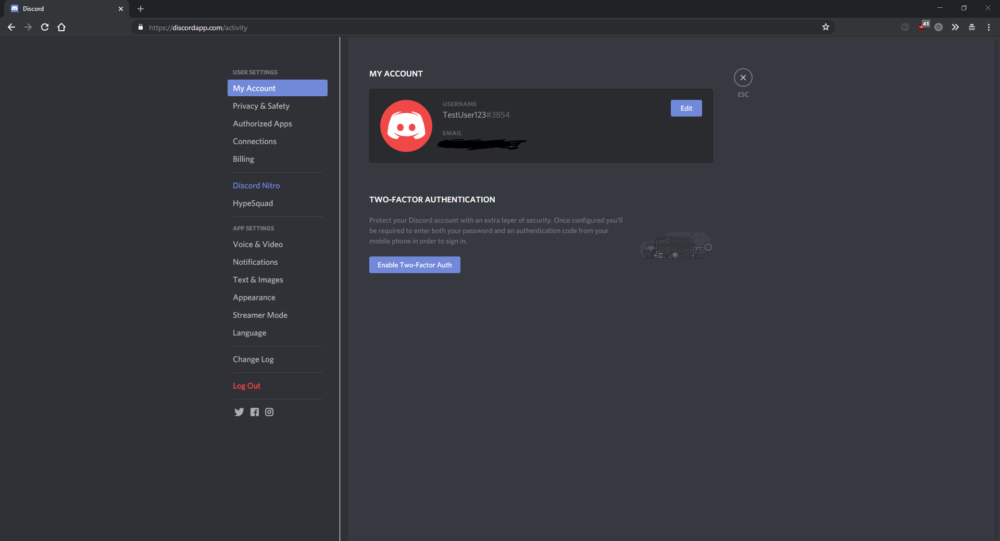 Discord
https://discordapp.com/activity
41
USER SETTINGS
My Account
Privacy & Safety
Authorized Apps
Connections
Billing
Discord Nitro
HypeSquad
APP SETTINGS
Voice & Video
Notifications
Text & Images
Appearance
Streamer Mode
Language
Change Log
Log Out
MY ACCOUNT
USERNAME
TestUser123#3854
EMAIL
Edit
ESC
TWO-FACTOR AUTHENTICATION
Protect your Discord account with an extra layer of security. Once configured you'll
be required to enter both your password and an authentication code from your
mobile phone in order to sign in.
Enable Two-Factor Auth